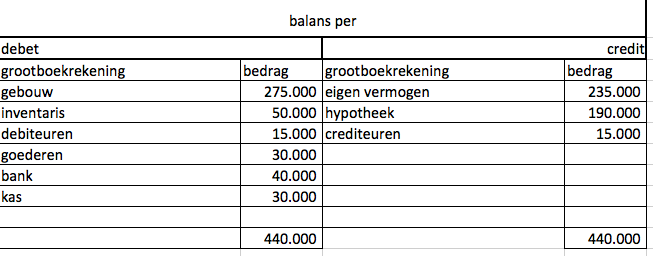 balans per
debet credit
grootboekrekening bedrag grootboekrekening bedrag
gebouw 275.000 eigen vermogen 235.000
inventaris 50.000 hypotheek 190.000
debiteuren 15.000 crediteuren 15.000
goederen 30.000
bank 40.000
kas 30.000
440.000 440.000